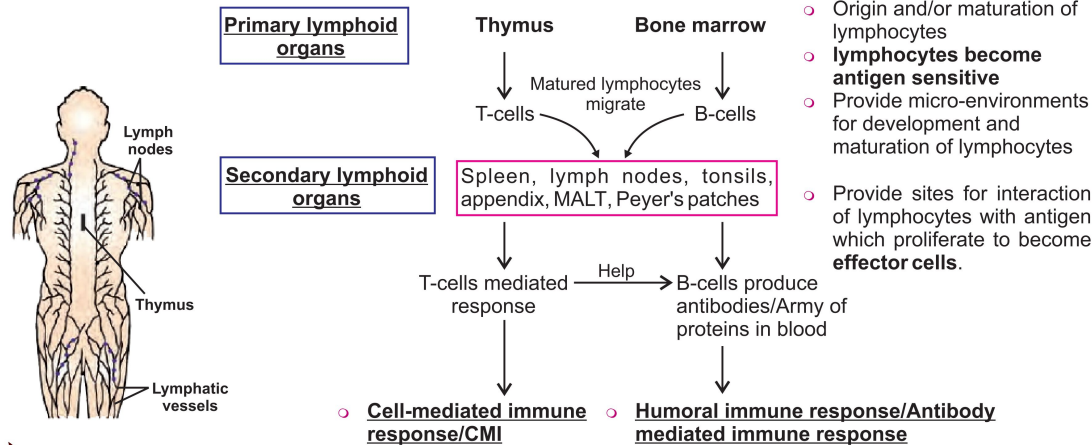 Primary lymphoid
organs
Thymus
Bone marrow
Matured lymphocytes
migrate
T-cells
B-cells
❍ Origin and/or maturation of
lymphocytes
❍ lymphocytes become
antigen sensitive
❍ Provide micro-environments
for development and
maturation of lymphocytes
Lymph
nodes
Thymus
Lymphatic
vessels
Secondary lymphoid
organs
Spleen, lymph nodes, tonsils,
appendix, MALT, Peyer's patches
❍ Provide sites for interaction
of lymphocytes with antigen
which proliferate to become
effector cells.
T-cells mediated
response
Help
B-cells produce
antibodies/Army of
proteins in blood
❍ Cell-mediated immune
response/CMI
❍ Humoral immune response/Antibody
mediated immune response